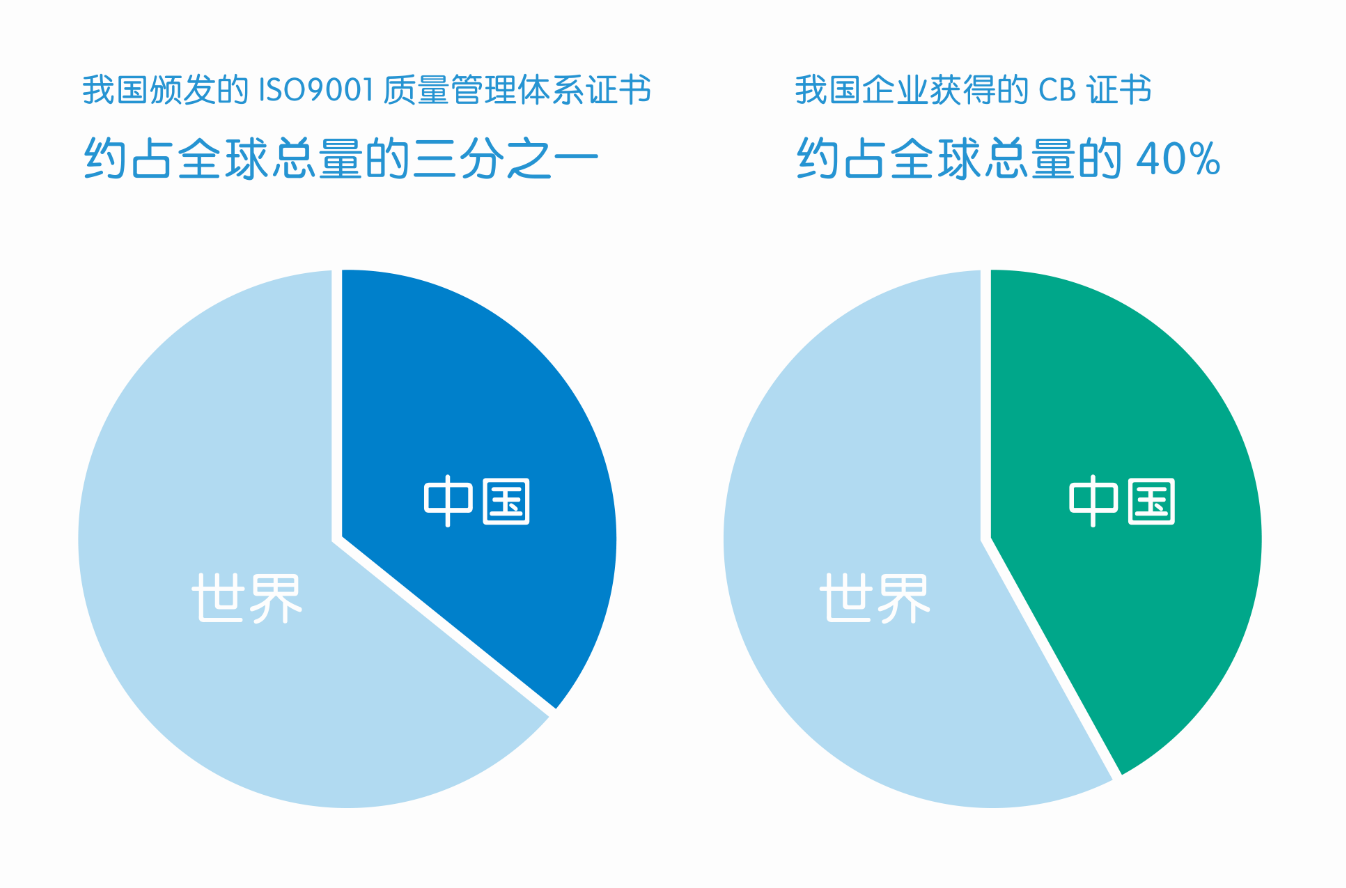 我国颁发的 ISO9001 质量管理体系证书
约占全球总量的三分之一
中国
世界
我国企业获得的 CB 证书
约占全球总量的 40%
中国
世界